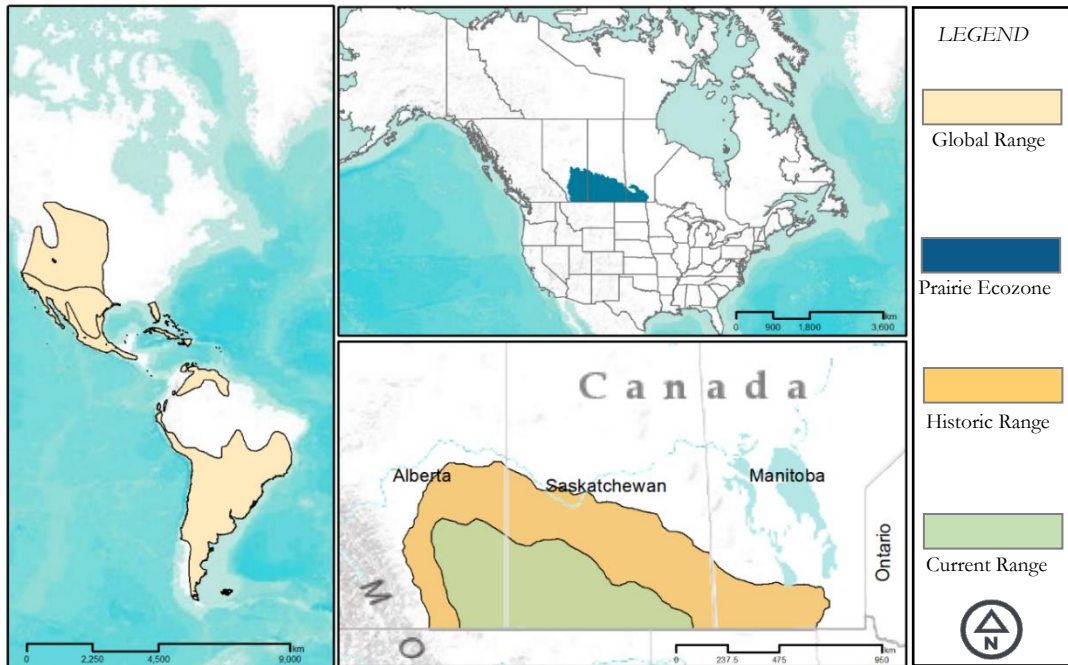 km
0 2,250 4,500 9,000
km
0 900 1,800 3,600
Canada
Alberta
Saskatchewan
Manitoba
Ontario
M
O
km
0 237.5 475 950
LEGEND
Global Range
Prairie Ecozone
Historic Range
Current Range
N